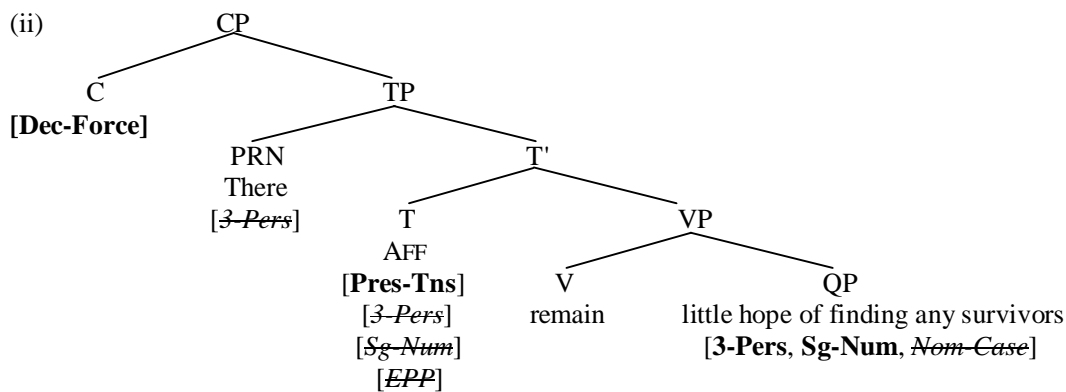 (ii) CP
C TP
[Dec-Force]
PRN T'
There
[3-Pers] T VP
AFF
[Pres-Tns] V QP
[3-Pers] remain little hope of finding any survivors
[Sg-Num] [3-Pers, Sg-Num, Nom-Case]
[EPP]